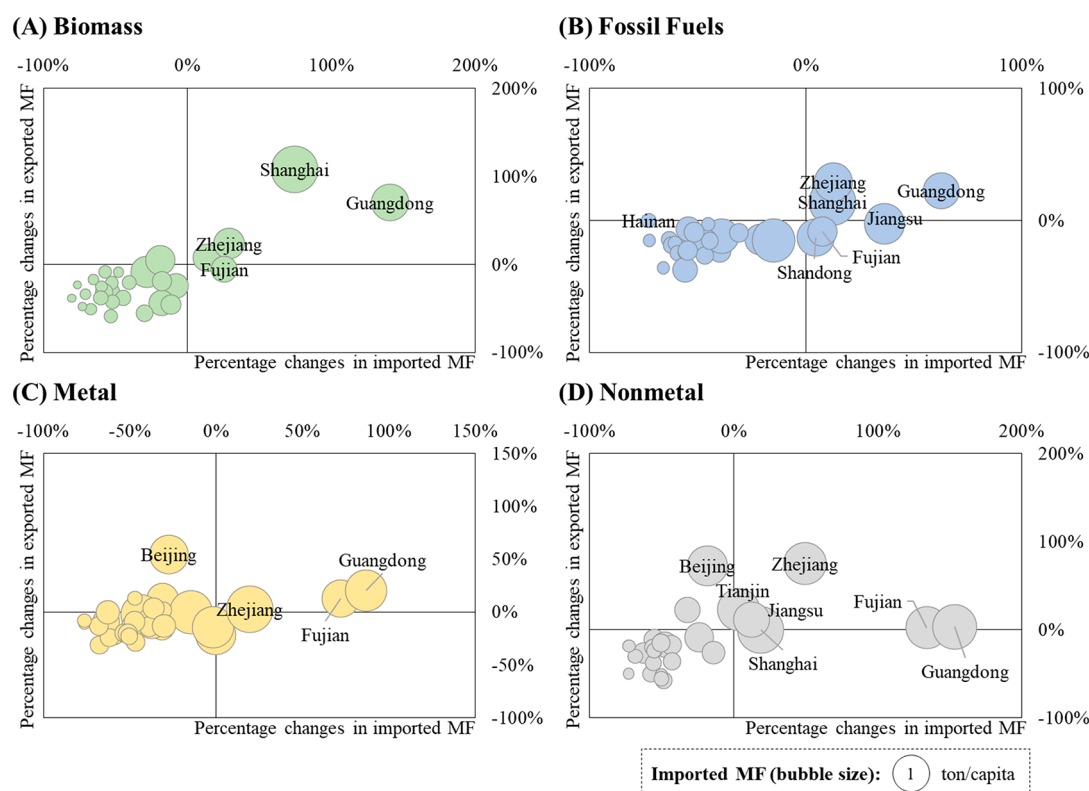 (A) Biomass
-100% 0% 100% 200%
200%
100%
0%
-100%
Percentage changes in exported MF
Percentage changes in imported MF
Shanghai
Guangdong
Zhejiang
Fujian
(B) Fossil Fuels
-100% 0% 100%
100%
0%
-100%
Percentage changes in exported MF
Percentage changes in imported MF
Zhejiang
Guangdong
Shanghai
Jiangsu
Hainan
Fujian
Shandong
(C) Metal
-100% -50% 0% 50% 100% 150%
150%
100%
50%
0%
-50%
-100%
Percentage changes in exported MF
Percentage changes in imported MF
Beijing
Guangdong
Zhejiang
Fujian
(D) Nonmetal
-100% 0% 100% 200%
200%
100%
0%
-100%
Percentage changes in exported MF
Percentage changes in imported MF
Beijing
Zhejiang
Tianjin
Jiangsu
Fujian
Shanghai
Guangdong
Imported MF (bubble size): 1 ton/capita